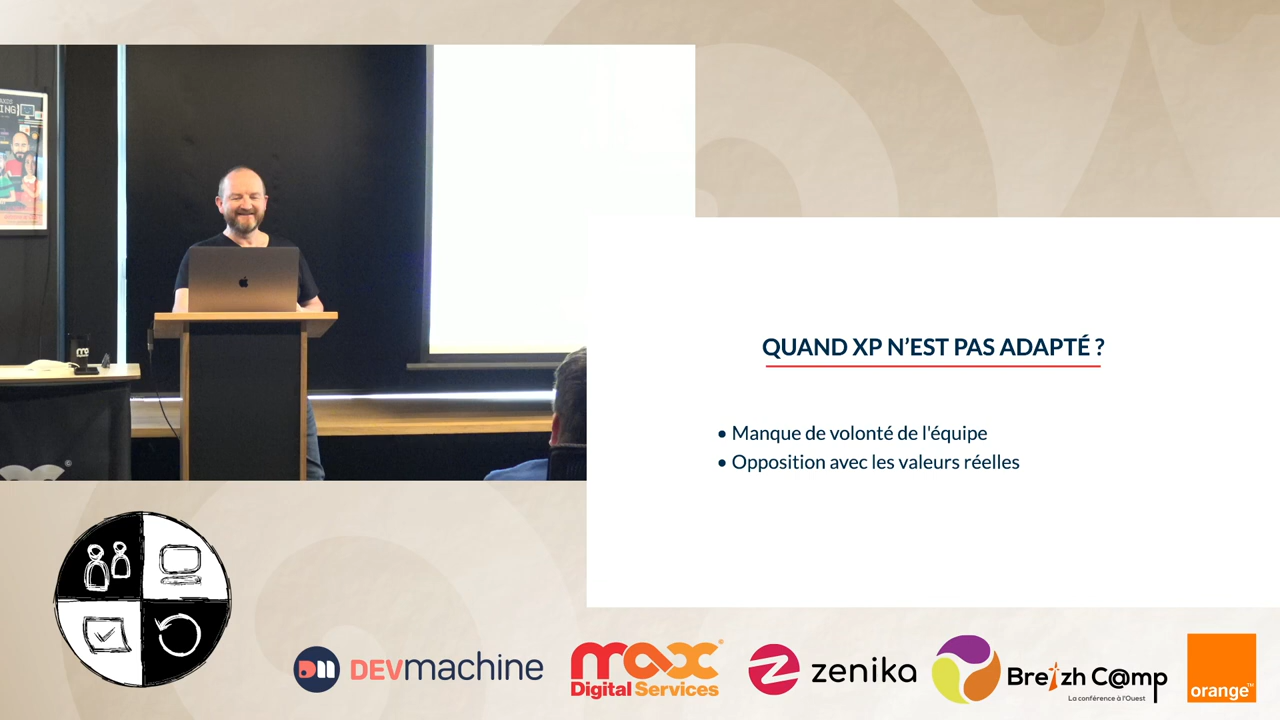 QUAND XP N'EST PAS ADAPTÉ ?
• Manque de volonté de l'équipe
• Opposition avec les valeurs réelles
DEVmachine
max
Digital Services
zenika
Breizh C@mp
La conférence à l'Ouest
orange™